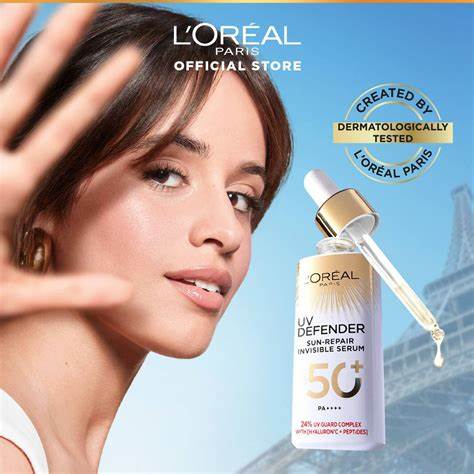 L'ORÉAL
PARIS
OFFICIAL STORE
CREATED BY
DERMATOLOGICALLY
TESTED
L'ORÉAL PARIS
L'ORÉAL
PARIS
UV
DEFENDER
SUN-REPAIR
INVISIBLE SERUM
50+
PA++++
24% UV GUARD COMPLEX
WITH [HYALURON'C + PEPTIDES]